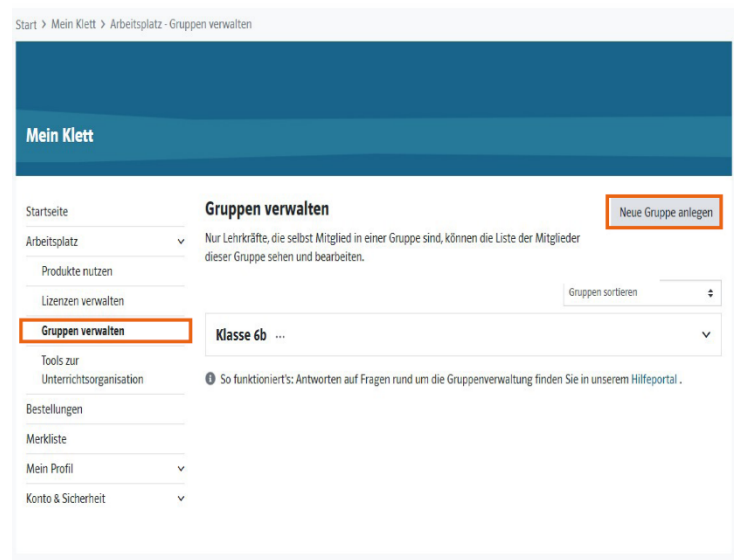 Start > Mein Klett > Arbeitsplatz - Gruppen verwalten
Mein Klett
Startseite
Arbeitsplatz
Produkte nutzen
Lizenzen verwalten
Gruppen verwalten
Tools zur
Unterrichtsorganisation
Bestellungen
Merkliste
Mein Profil
Konto & Sicherheit
Gruppen verwalten
Neue Gruppe anlegen
Nur Lehrkräfte, die selbst Mitglied in einer Gruppe sind, können die Liste der Mitglieder
dieser Gruppe sehen und bearbeiten.
Gruppen sortieren
Klasse 6b ...
So funktioniert's: Antworten auf Fragen rund um die Gruppenverwaltung finden Sie in unserem Hilfeportal .